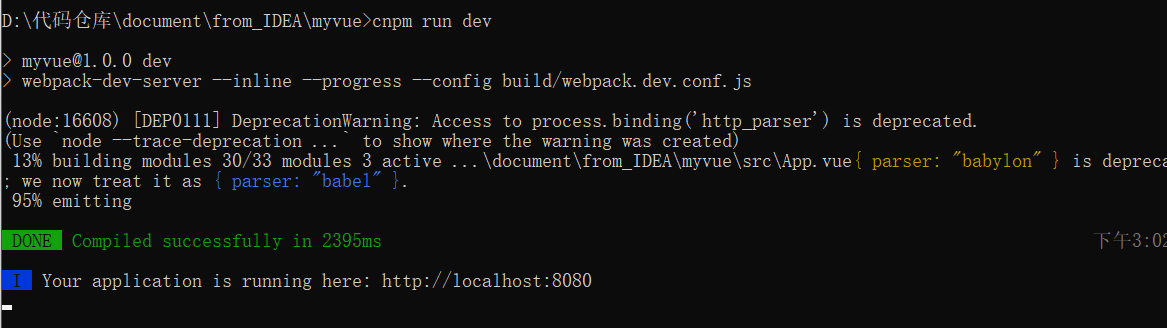 D:\代码仓库\document\from_IDEA\myvue>cnpm run dev
> myvue@1.0.0 dev
> webpack-dev-server --inline --progress --config build/webpack.dev.conf.js
(node:16608) [DEP0111] DeprecationWarning: Access to process.binding('http_parser') is deprecated.
(Use `node --trace-deprecation ...` to show where the warning was created)
13% building modules 30/33 modules 3 active ...\document\from_IDEA\myvue\src\App.vue{ parser: "babylon" } is depreca
; we now treat it as { parser: "babel" }.
95% emitting
DONE Compiled successfully in 2395ms 下午3:02
I Your application is running here: http://localhost:8080